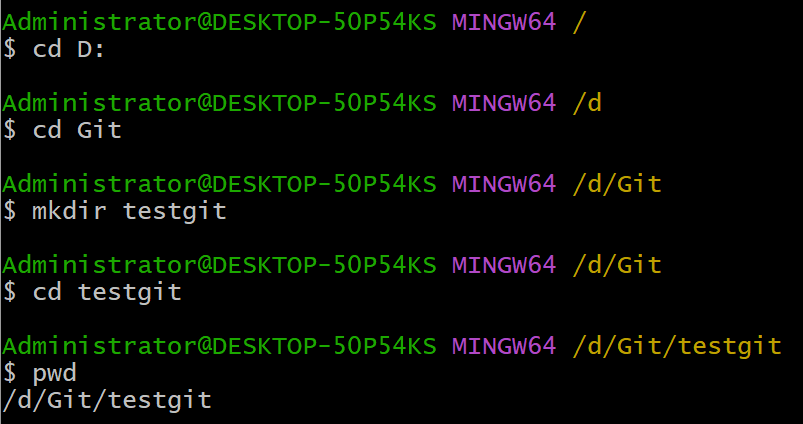 Administrator@DESKTOP-5OP54KS MINGW64 /
$ cd D:
Administrator@DESKTOP-5OP54KS MINGW64 /d
$ cd Git
Administrator@DESKTOP-5OP54KS MINGW64 /d/Git
$ mkdir testgit
Administrator@DESKTOP-5OP54KS MINGW64 /d/Git
$ cd testgit
Administrator@DESKTOP-5OP54KS MINGW64 /d/Git/testgit
$ pwd
/d/Git/testgit